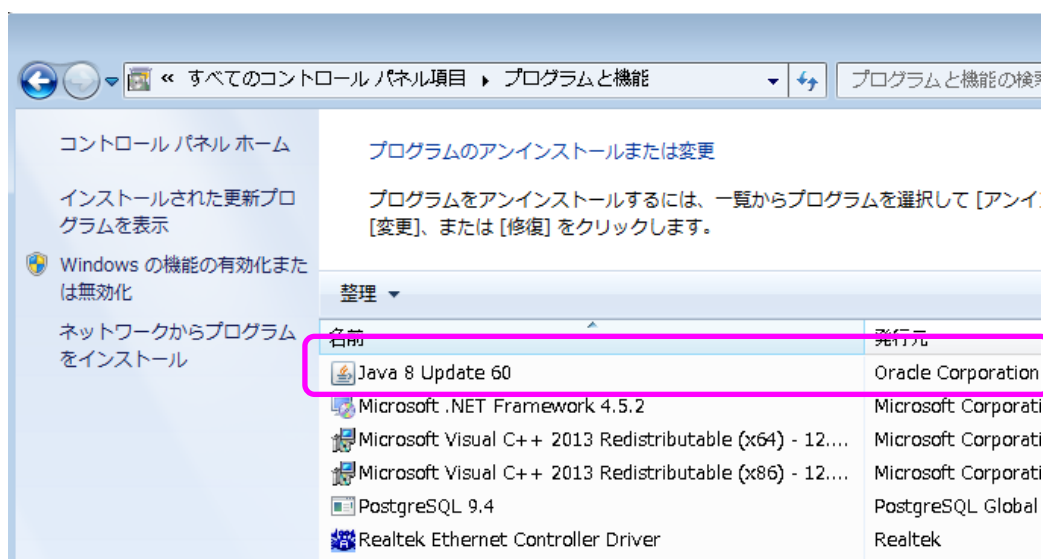 « すべてのコントロール パネル項目 ▸ プログラムと機能
プログラムと機能の検索
コントロール パネル ホーム
インストールされた更新プロ
グラムを表示
Windows の機能の有効化また
は無効化
ネットワークからプログラム
をインストール
プログラムのアンインストールまたは変更
プログラムをアンインストールするには、一覧からプログラムを選択して [アンイン
[変更]、または [修復] をクリックします。
整理
名前 発行元
Java 8 Update 60 Oracle Corporation
Microsoft .NET Framework 4.5.2 Microsoft Corporati
Microsoft Visual C++ 2013 Redistributable (x64) - 12.... Microsoft Corporati
Microsoft Visual C++ 2013 Redistributable (x86) - 12.... Microsoft Corporati
PostgreSQL 9.4 PostgreSQL Global
Realtek Ethernet Controller Driver Realtek